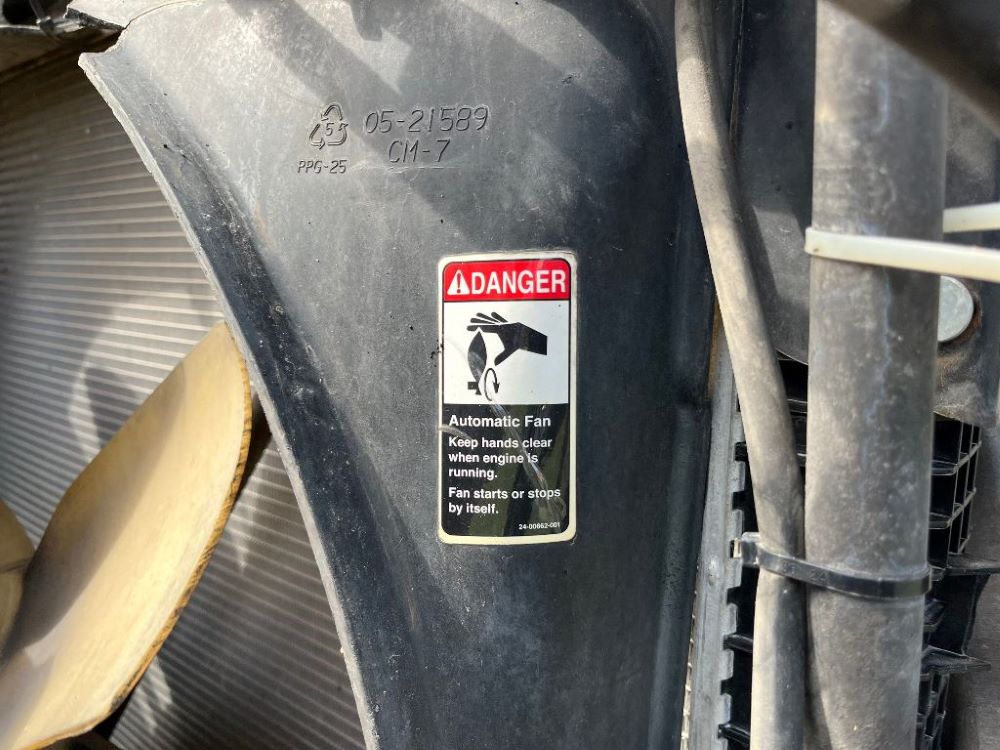 5
05-21589
PPG-25
CM-7
DANGER
Automatic Fan
Keep hands clear
when engine is
running.
Fan starts or stops
by itself.
24-00662-001